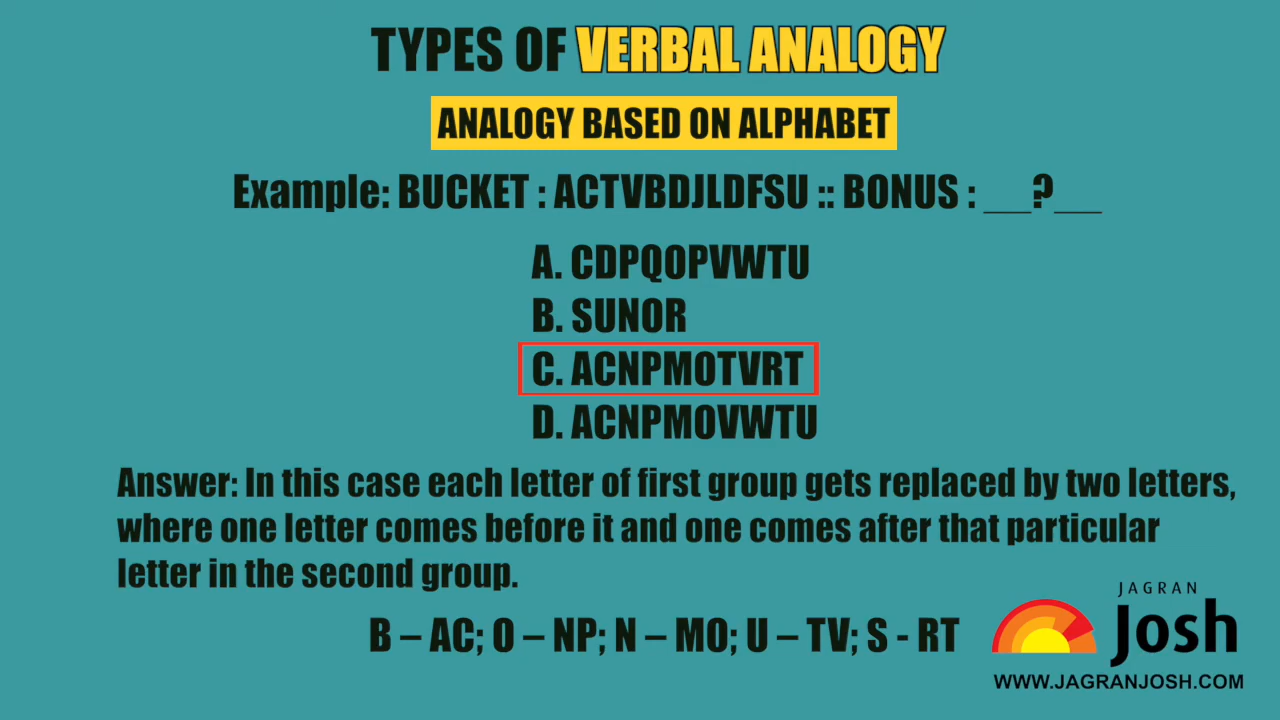 TYPES OF VERBAL ANALOGY
ANALOGY BASED ON ALPHABET
Example: BUCKET : ACTVBDJLDFSU :: BONUS : __?__
A. CDPQOPVWTU
B. SUNOR
C. ACNPMOTVRT
D. ACNPMOVWTU
Answer: In this case each letter of first group gets replaced by two letters,
where one letter comes before it and one comes after that particular
letter in the second group.
B – AC; O – NP; N – MO; U – TV; S - RT
JAGRAN
Josh
WWW.JAGRANJOSH.COM